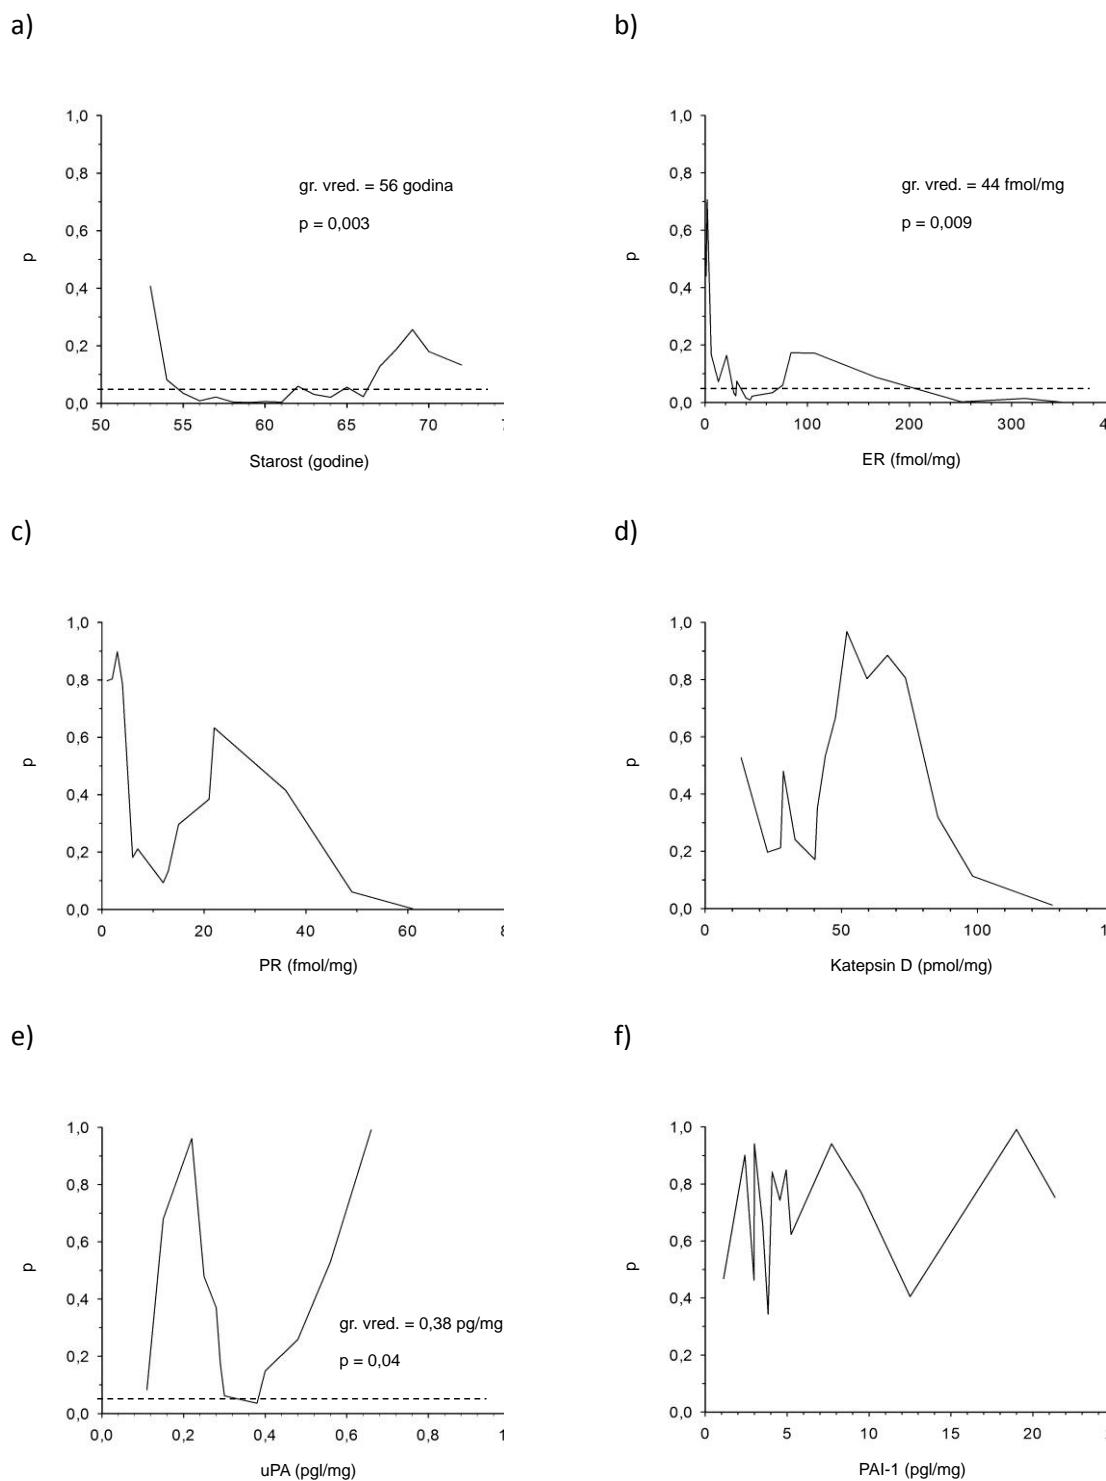 a)
1,0
0,8
gr. vred. = 56 godina
0,6
p = 0,003
p
0,4
0,2
0,0
50 55 60 65 70 7
Starost (godine)
b)
1,0
0,8
gr. vred. = 44 fmol/mg
0,6
p = 0,009
p
0,4
0,2
0,0
0 100 200 300 4
ER (fmol/mg)
c)
1,0
0,8
0,6
p
0,4
0,2
0,0
0 20 40 60 8
PR (fmol/mg)
d)
1,0
0,8
0,6
p
0,4
0,2
0,0
0 50 100 1
Katepsin D (pmol/mg)
e)
1,0
0,8
0,6
p
0,4
gr. vred. = 0,38 pg/mg
0,2
p = 0,04
0,0
0,0 0,2 0,4 0,6 0,8 1
uPA (pgl/mg)
f)
1,0
0,8
0,6
p
0,4
0,2
0,0
0 5 10 15 20
PAI-1 (pgl/mg)